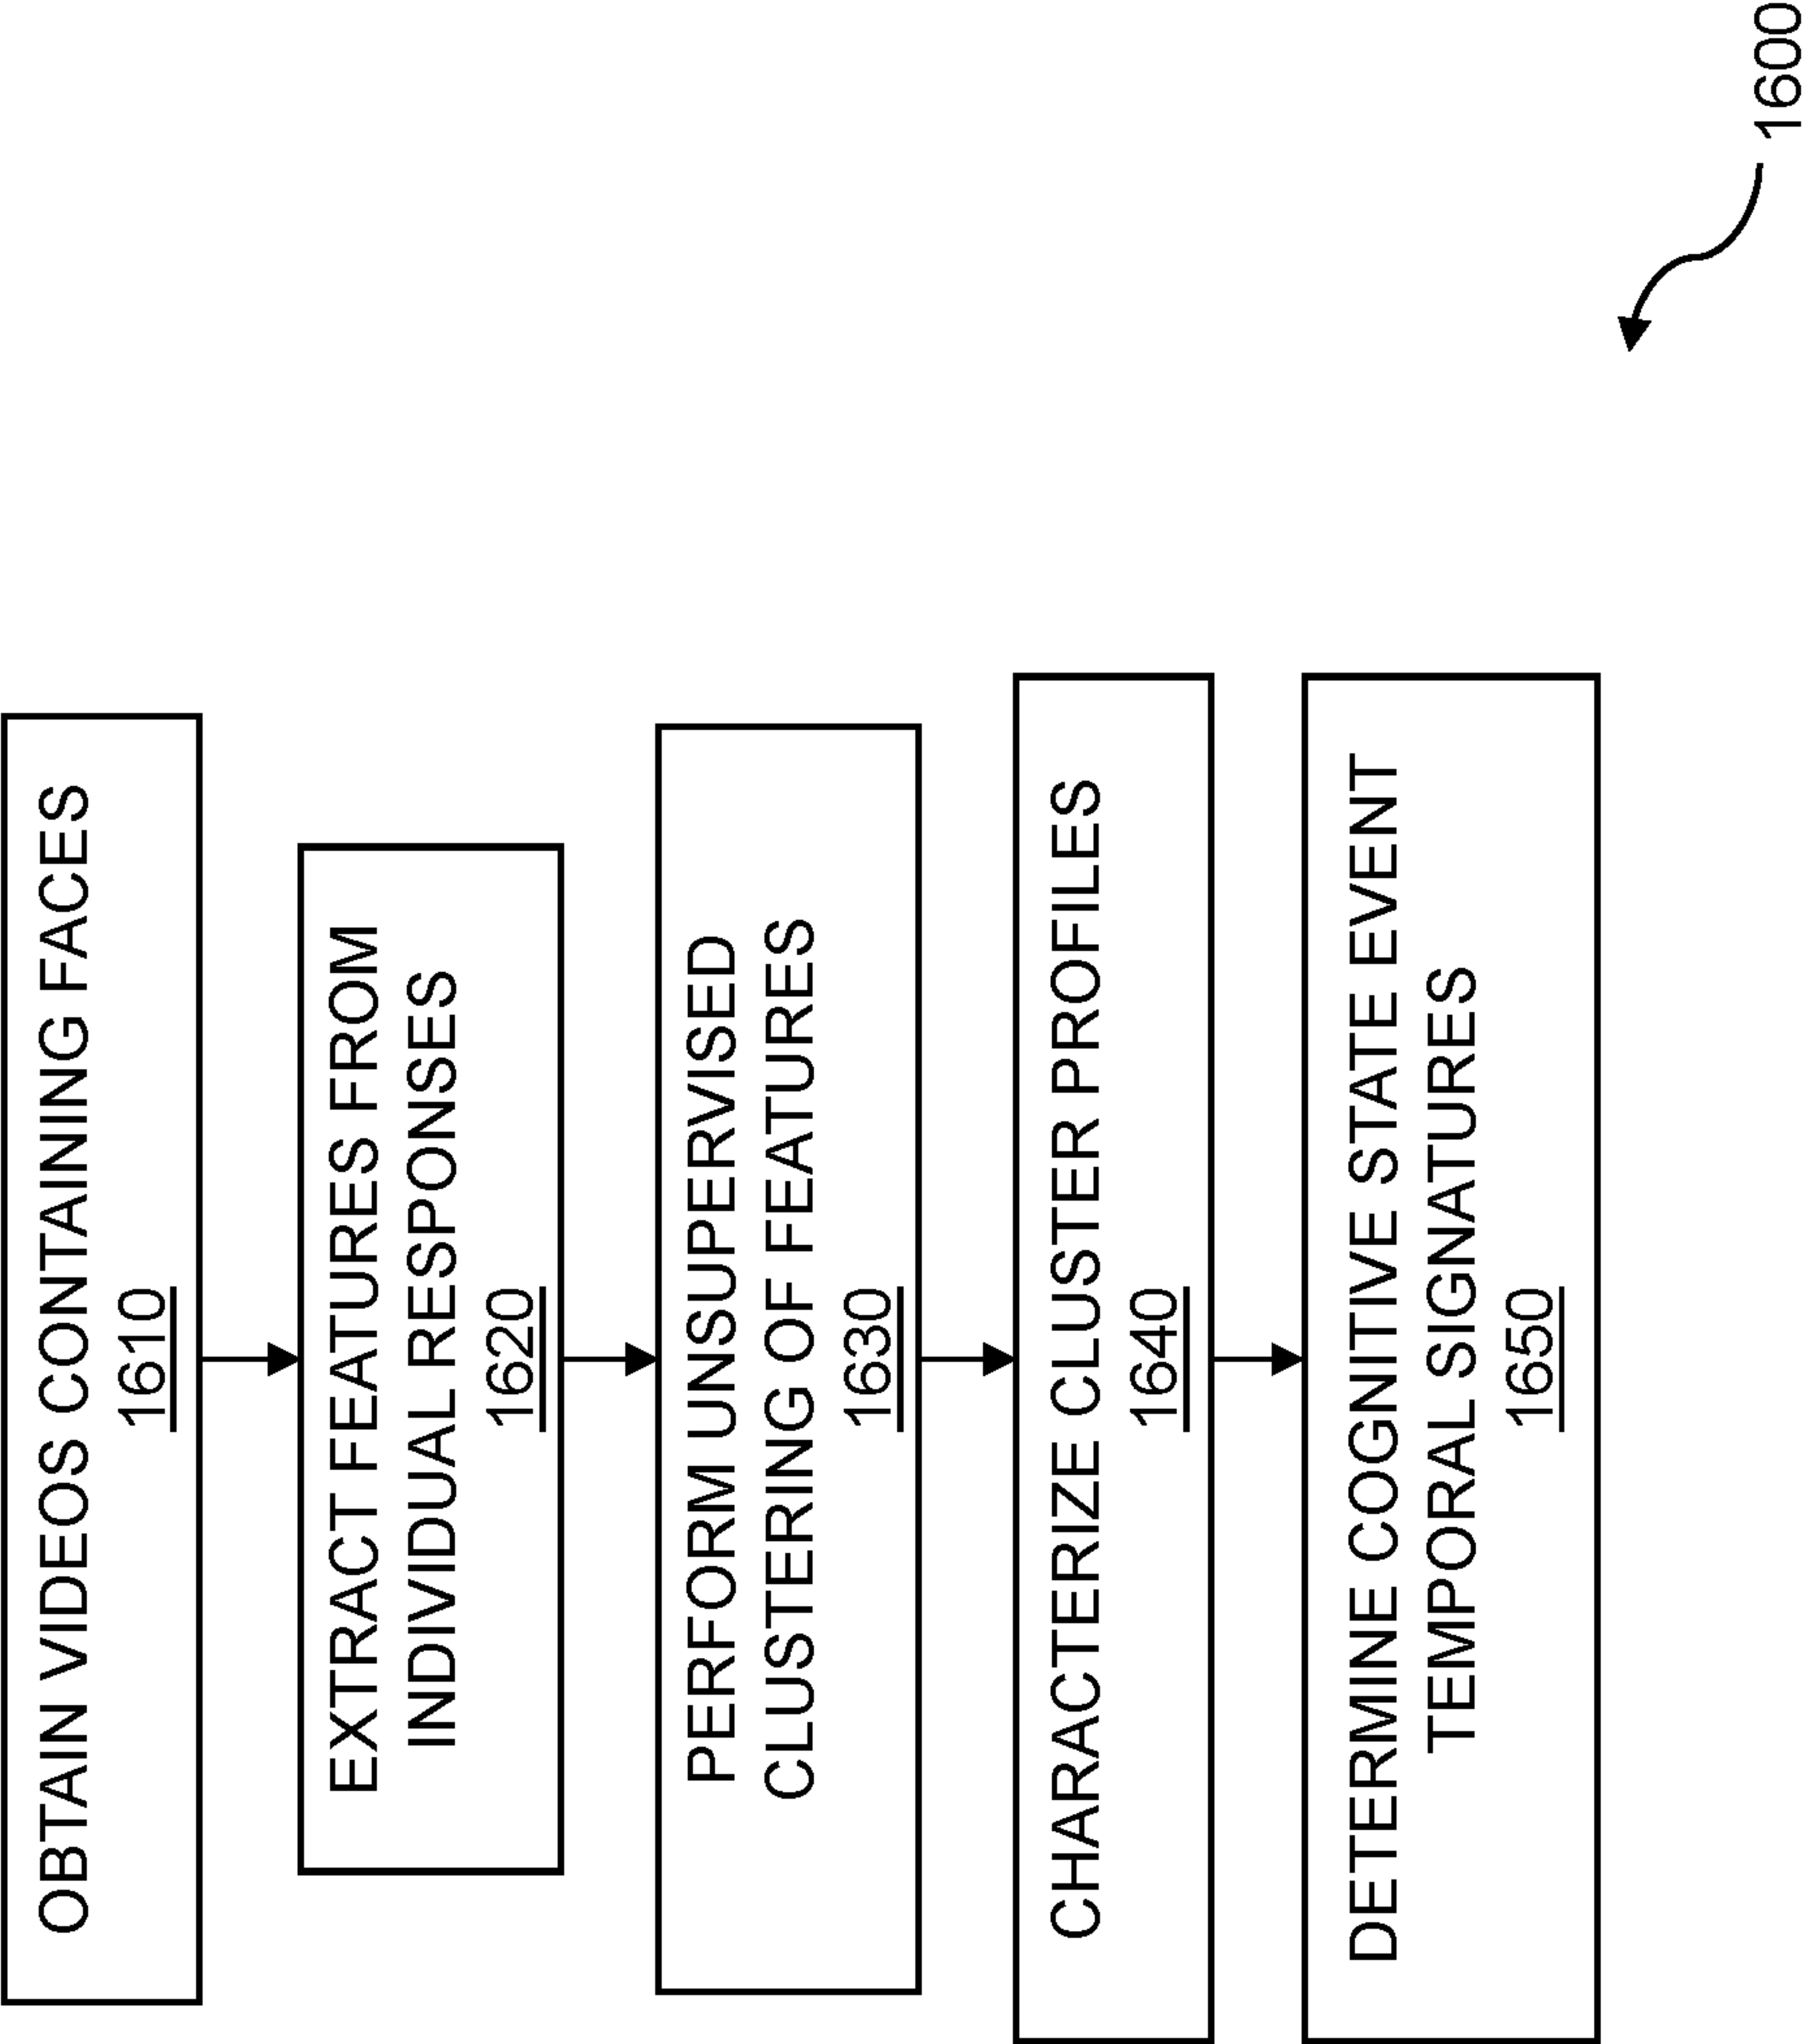 OBTAIN VIDEOS CONTAINING FACES
1610
EXTRACT FEATURES FROM
INDIVIDUAL RESPONSES
1620
PERFORM UNSUPERVISED
CLUSTERING OF FEATURES
1630
CHARACTERIZE CLUSTER PROFILES
1640
DETERMINE COGNITIVE STATE EVENT
TEMPORAL SIGNATURES
1650
1600